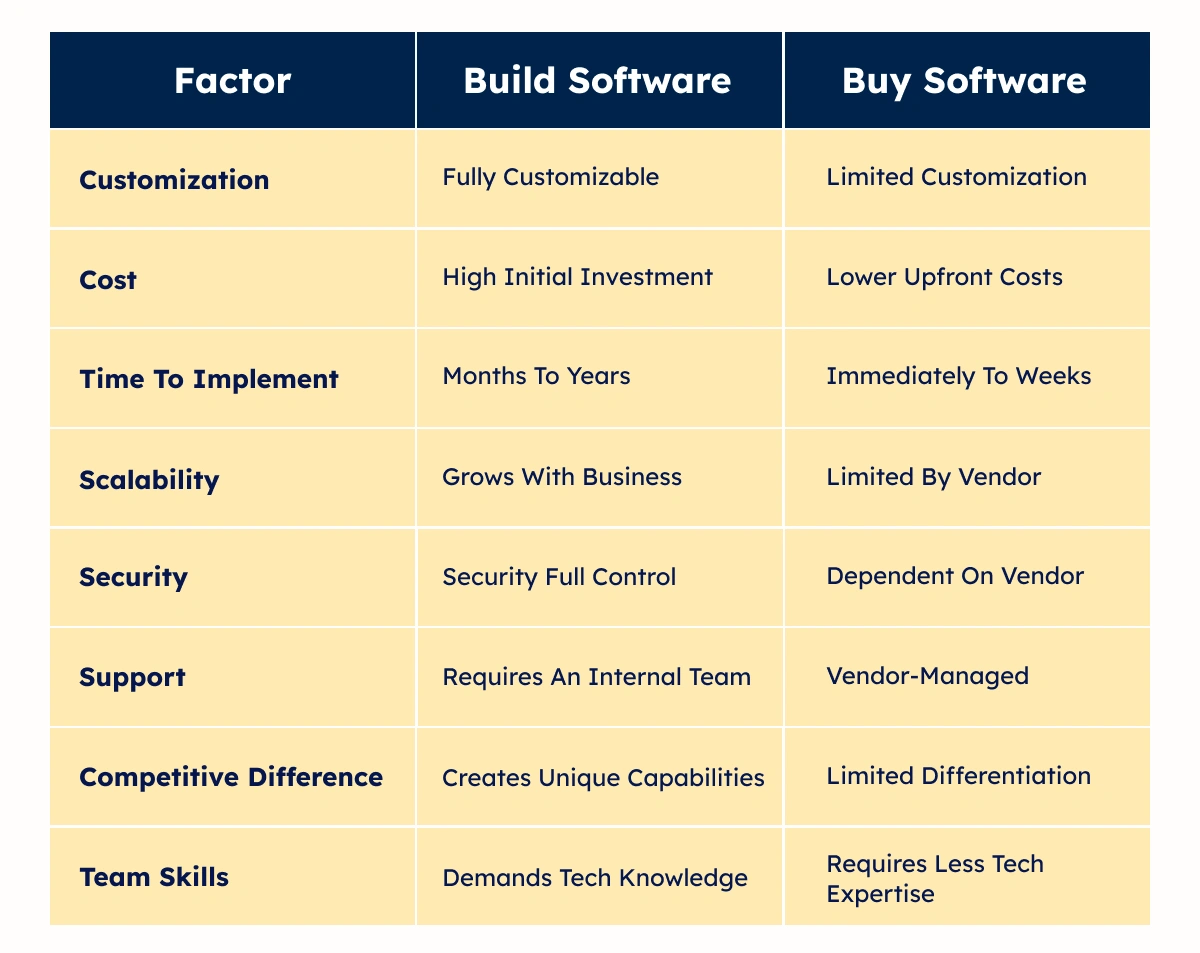 Factor Build Software Buy Software
Customization Fully Customizable Limited Customization
Cost High Initial Investment Lower Upfront Costs
Time To Implement Months To Years Immediately To Weeks
Scalability Grows With Business Limited By Vendor
Security Security Full Control Dependent On Vendor
Support Requires An Internal Team Vendor-Managed
Competitive Difference Creates Unique Capabilities Limited Differentiation
Team Skills Demands Tech Knowledge Requires Less Tech
Expertise